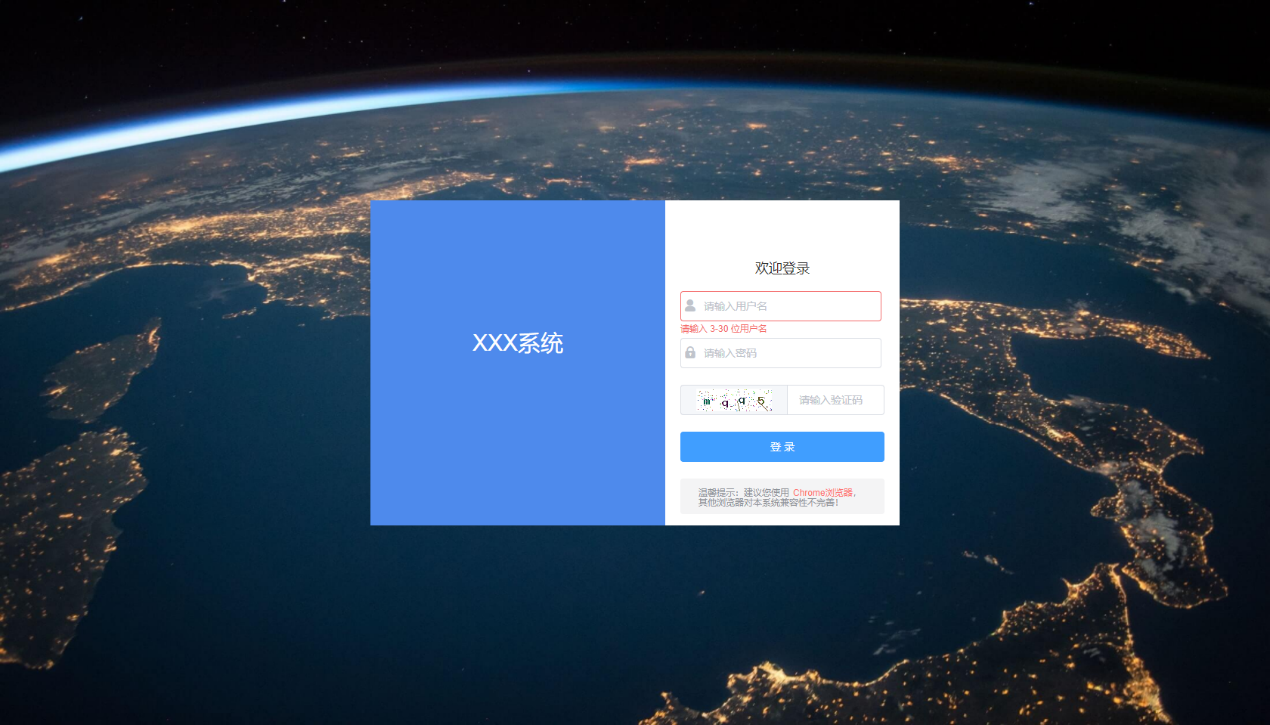 XXX系统
欢迎登录
请输入用户名
请输入 3-30 位用户名
请输入密码
m q q 5
请输入验证码
登 录
温馨提示：建议您使用 Chrome浏览器，
其他浏览器对本系统兼容性不完善！